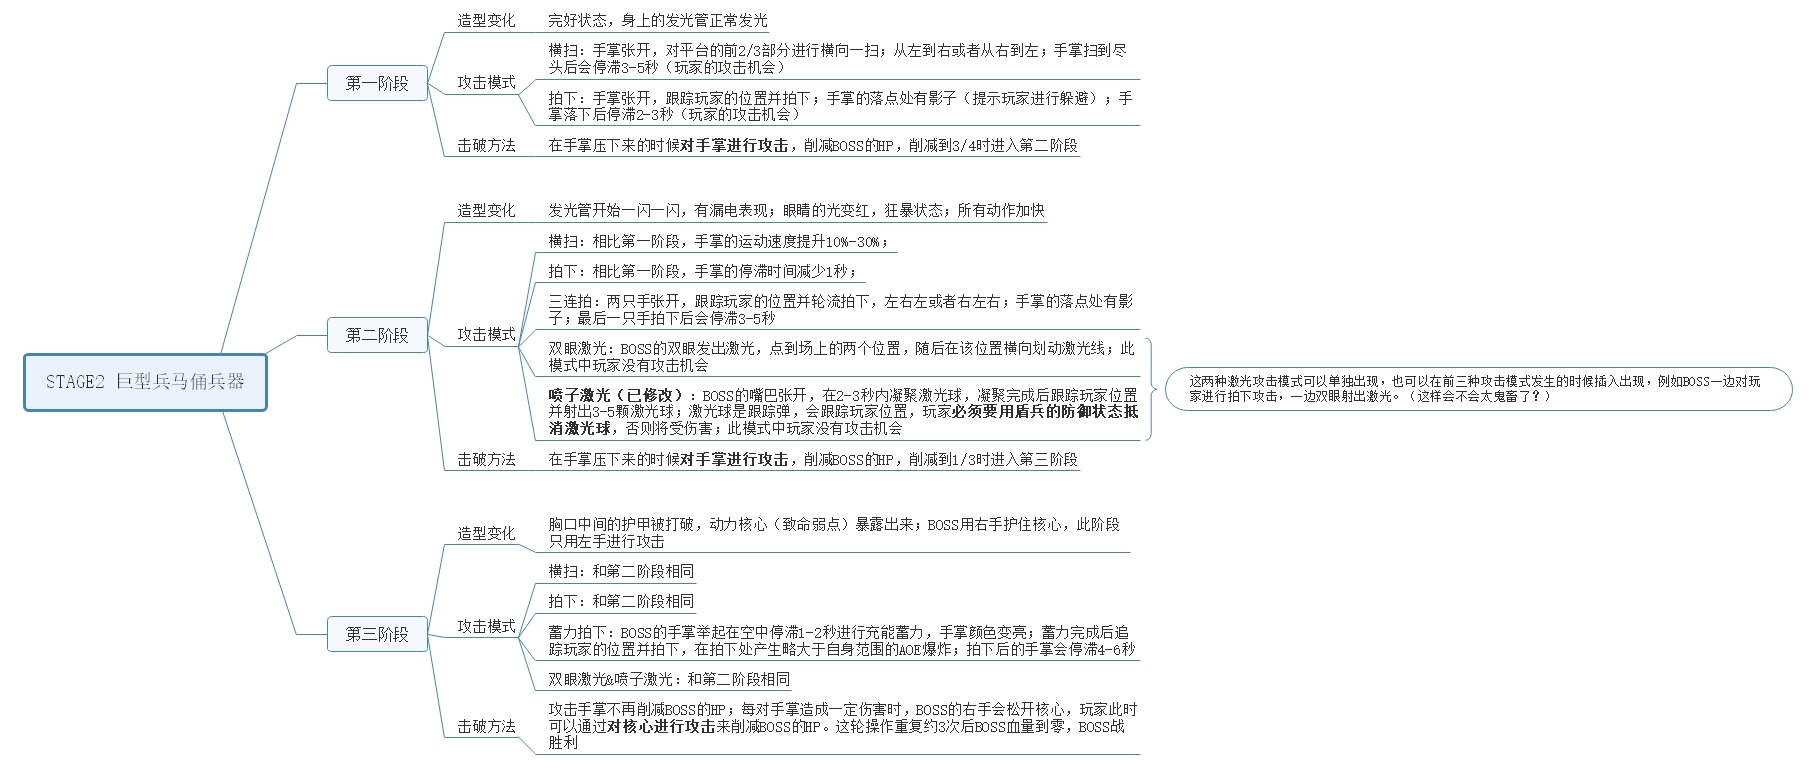 STAGE2 巨型兵马俑兵器
第一阶段
造型变化
完好状态，身上的发光管正常发光
攻击模式
横扫：手掌张开，对平台的前2/3部分进行横向一扫；从左到右或者从右到左；手掌扫到尽
头后会停滞3-5秒（玩家的攻击机会）
拍下：手掌张开，跟踪玩家的位置并拍下；手掌的落点处有影子（提示玩家进行躲避）；手
掌落下后停滞2-3秒（玩家的攻击机会）
击破方法
在手掌压下来的时候对手掌进行攻击，削减BOSS的HP，削减到3/4时进入第二阶段
第二阶段
造型变化
发光管开始一闪一闪，有漏电表现；眼睛的光变红，狂暴状态；所有动作加快
攻击模式
横扫：相比第一阶段，手掌的运动速度提升10%-30%；
拍下：相比第一阶段，手掌的停滞时间减少1秒；
三连拍：两只手张开，跟踪玩家的位置并轮流拍下，左右左或者右左右；手掌的落点处有影
子；最后一只手拍下后会停滞3-5秒
双眼激光：BOSS的双眼发出激光，点到场上的两个位置，随后在该位置横向划动激光线；此
模式中玩家没有攻击机会
喷子激光（已修改）：BOSS的嘴巴张开，在2-3秒内凝聚激光球，凝聚完成后跟踪玩家位置
并射出3-5颗激光球；激光球是跟踪弹，会跟踪玩家位置，玩家必须要用盾兵的防御状态抵
消激光球，否则将受伤害；此模式中玩家没有攻击机会
这两种激光攻击模式可以单独出现，也可以在前三种攻击模式发生的时候插入出现，例如BOSS一边对玩
家进行拍下攻击，一边双眼射出激光。（这样会不会太鬼畜了？）
击破方法
在手掌压下来的时候对手掌进行攻击，削减BOSS的HP，削减到1/3时进入第三阶段
第三阶段
造型变化
胸口中间的护甲被打破，动力核心（致命弱点）暴露出来；BOSS用右手护住核心，此阶段
只用左手进行攻击
攻击模式
横扫：和第二阶段相同
拍下：和第二阶段相同
蓄力拍下：BOSS的手掌举起在空中停滞1-2秒进行充能蓄力，手掌颜色变亮；蓄力完成后追
踪玩家的位置并拍下，在拍下处产生略大于自身范围的AOE爆炸；拍下后的手掌会停滞4-6秒
双眼激光&喷子激光：和第二阶段相同
击破方法
攻击手掌不再削减BOSS的HP；每对手掌造成一定伤害时，BOSS的右手会松开核心，玩家此时
可以通过对核心进行攻击来削减BOSS的HP。这轮操作重复约3次后BOSS血量到零，BOSS战
胜利